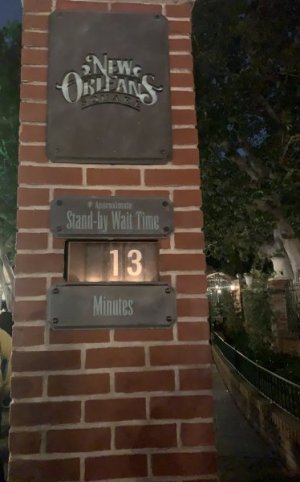 New
Orleans
Square
Approximate
Stand-by Wait Time
13
Minutes